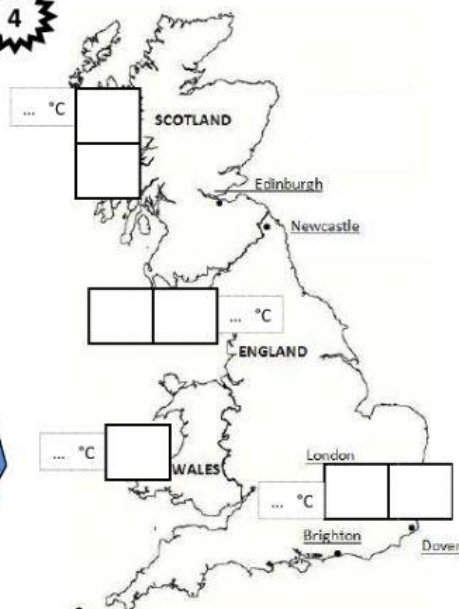 4
... °C
SCOTLAND
Edinburgh
Newcastle
... °C
ENGLAND
... °C
WALES
London
... °C
Brighton
Dover